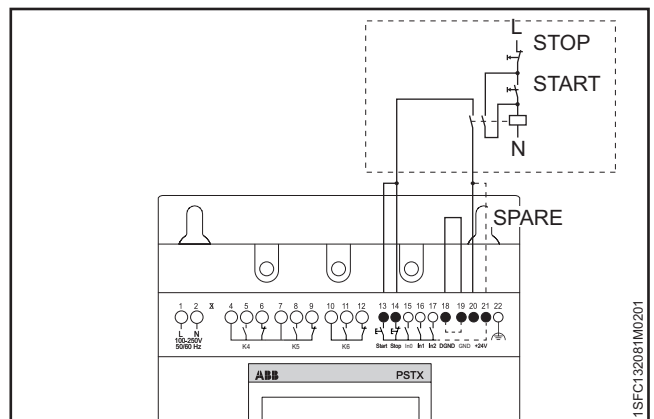 L
STOP
START
N
SPARE
1 2 4 5 6 7 8 9 10 11 12 13 14 15 16 17 18 19 20 21 22
L N
100-250V
50/60 Hz
K4 K5 K6
Start Stop In0 In1 In2 DGND GND +24V
ABB PSTX
1SFC132081M0201